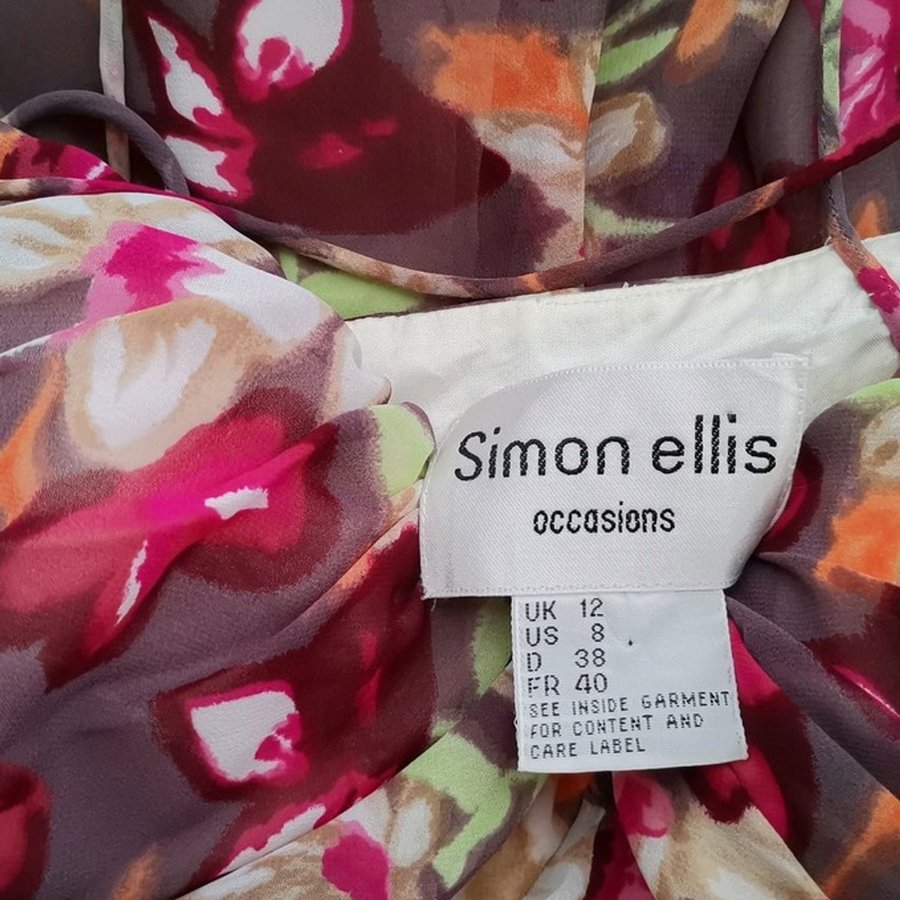 Simon ellis
occasions
UK 12
US 8
D 38
FR 40
SEE INSIDE GARMENT
FOR CONTENT AND
CARE LABEL